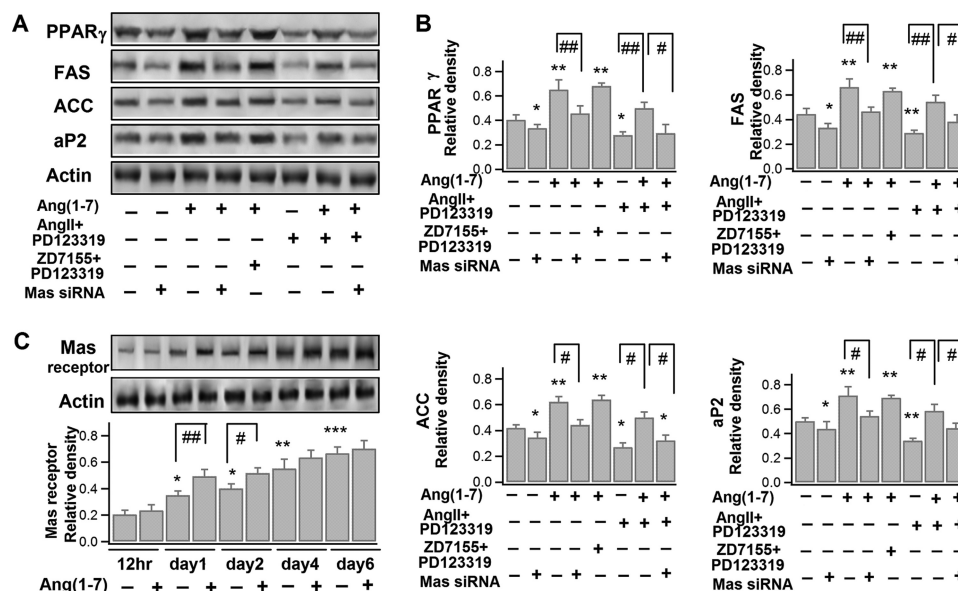 A
PPARγ
FAS
ACC
aP2
Actin
Ang(1-7) – – + + + – + +
AngII+
PD123319 – – – – – + + +
ZD7155+
PD123319 – – – – + – – –
Mas siRNA – + – + – – – +
B
PPAR γ
Relative density
0.8
0.6
0.4
0.2
0.0
* ** ## ** * ## #
Ang(1-7) – – + + + – + +
AngII+
PD123319 – – – – – + + +
ZD7155+
PD123319 – – – – + – – –
Mas siRNA – + – + – – – +
FAS
Relative density
0.8
0.6
0.4
0.2
0.0
* ** ## ** ** ## #
Ang(1-7) – – + + + – + +
AngII+
PD123319 – – – – – + + +
ZD7155+
PD123319 – – – – + – – –
Mas siRNA – + – + – – – +
C
Mas
receptor
Actin
Mas receptor
Relative density
0.8
0.6
0.4
0.2
0.0
* ## * # ** ***
12hr day1 day2 day4 day6
Ang(1-7) – + – + – + – + – +
ACC
Relative density
0.8
0.6
0.4
0.2
0.0
* ** # ** * # # *
Ang(1-7) – – + + + – + +
AngII+
PD123319 – – – – – + + +
ZD7155+
PD123319 – – – – + – – –
Mas siRNA – + – + – – – +
aP2
Relative density
0.8
0.6
0.4
0.2
0.0
* ** # ** ** # #
Ang(1-7) – – + + + – + +
AngII+
PD123319 – – – – – + + +
ZD7155+
PD123319 – – – – + – – –
Mas siRNA – + – + – – – +